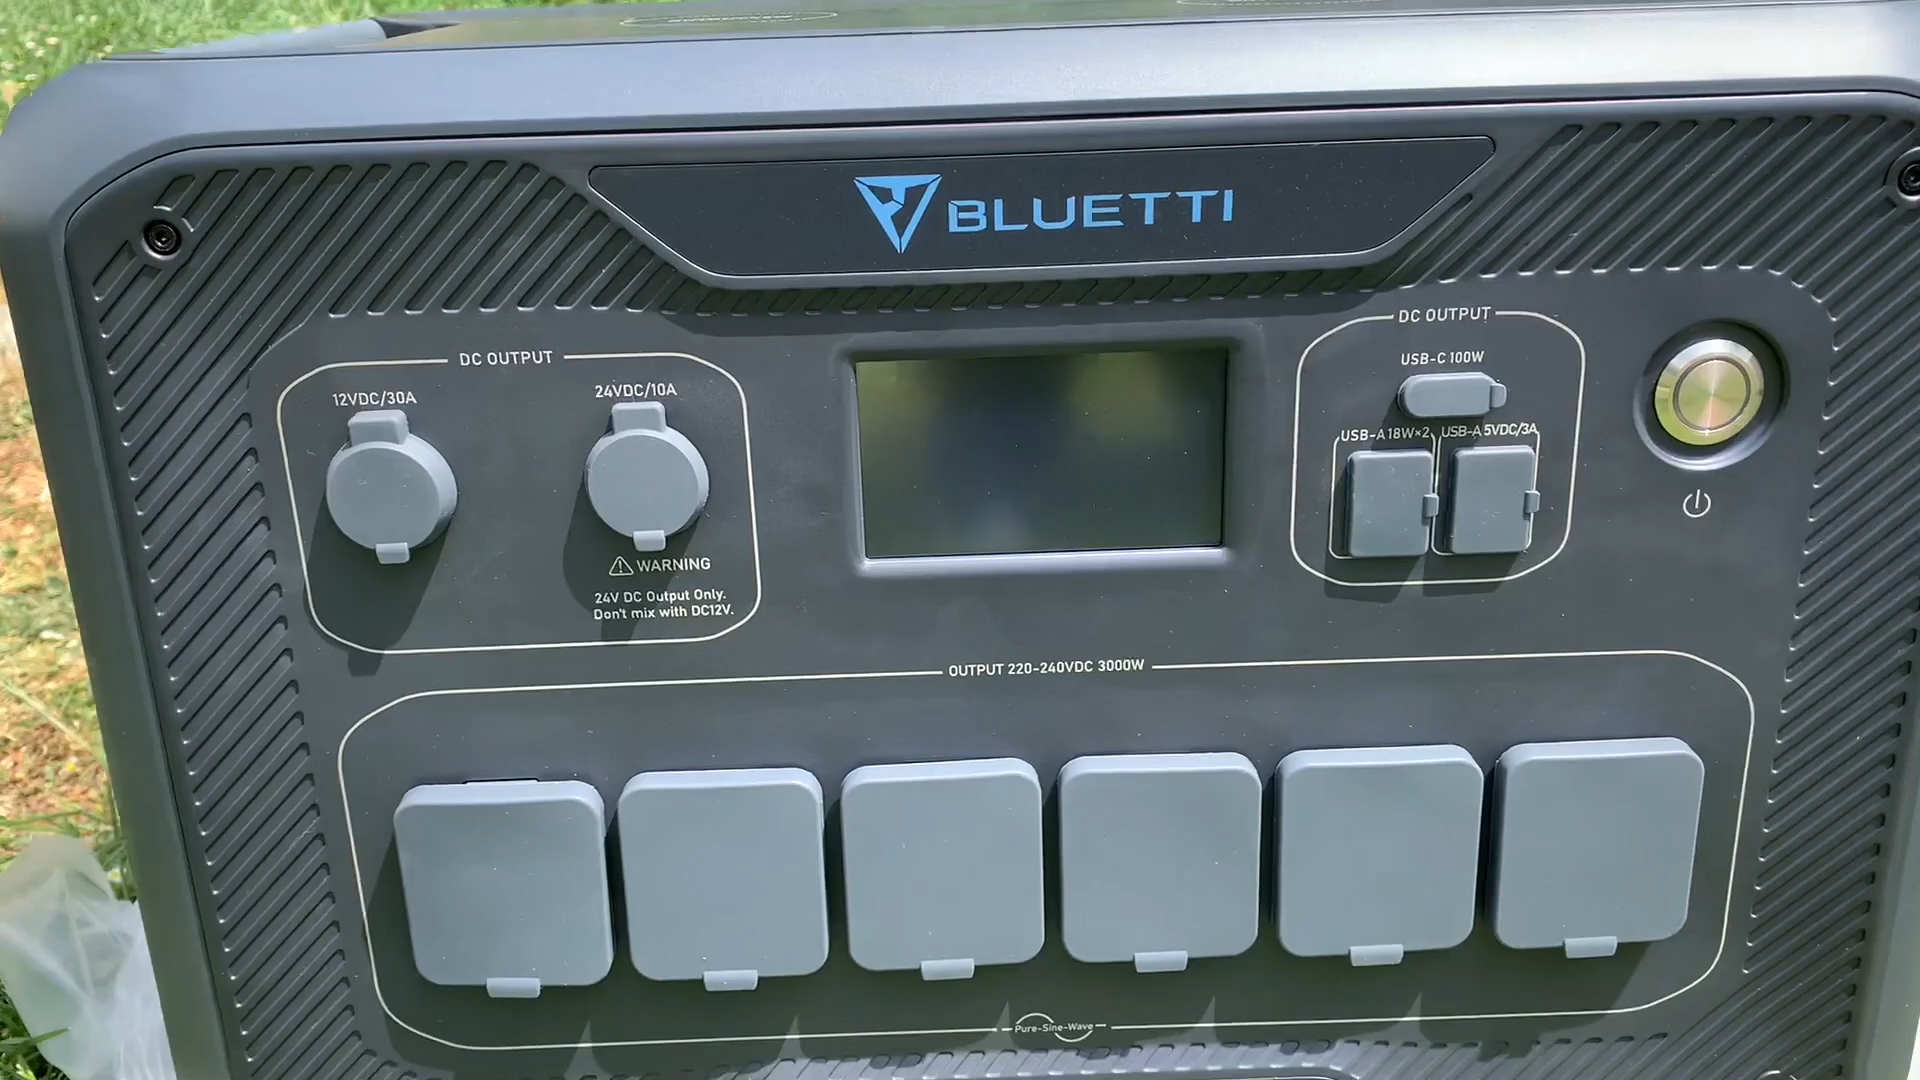 BLUETTI
DC OUTPUT
12VDC/30A
24VDC/10A
WARNING
24V DC Output Only.
Don't mix with DC12V.
DC OUTPUT
USB-C 100W
USB-A 18W×2
USB-A 5VDC/3A
OUTPUT 220-240VDC 3000W
Pure-Sine-Wave